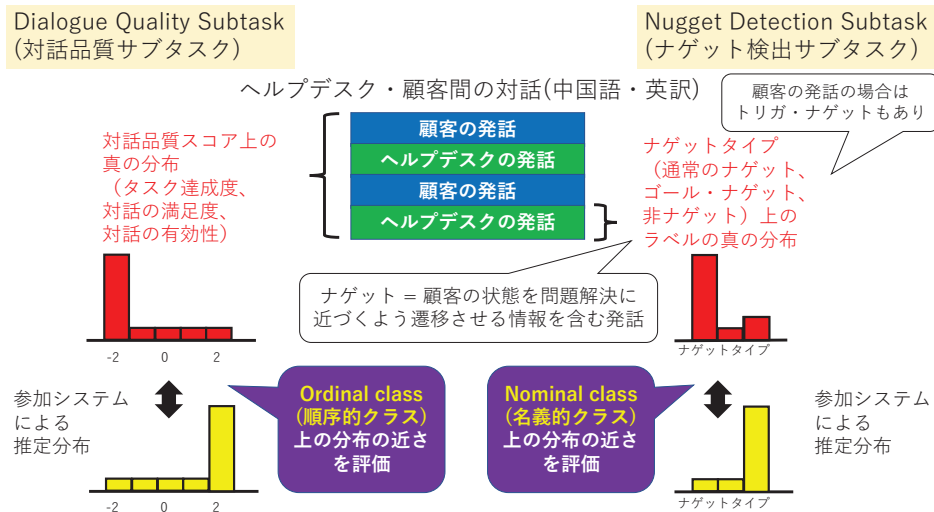 Dialogue Quality Subtask
(対話品質サブタスク)
Nugget Detection Subtask
(ナゲット検出サブタスク)
ヘルプデスク・顧客間の対話(中国語・英訳)
顧客の発話の場合は
トリガ・ナゲットもあり
対話品質スコア上の
真の分布
(タスク達成度、
対話の満足度、
対話の有効性)
顧客の発話
ヘルプデスクの発話
顧客の発話
ヘルプデスクの発話
ナゲットタイプ
(通常のナゲット、
ゴール・ナゲット、
非ナゲット)上の
ラベルの真の分布
ナゲット = 顧客の状態を問題解決に
近づくよう遷移させる情報を含む発話
-2 0 2
ナゲットタイプ
参加システム
による
推定分布
Ordinal class
(順序的クラス)
上の分布の近さ
を評価
Nominal class
(名義的クラス)
上の分布の近さ
を評価
参加システム
による
推定分布
-2 0 2
ナゲットタイプ